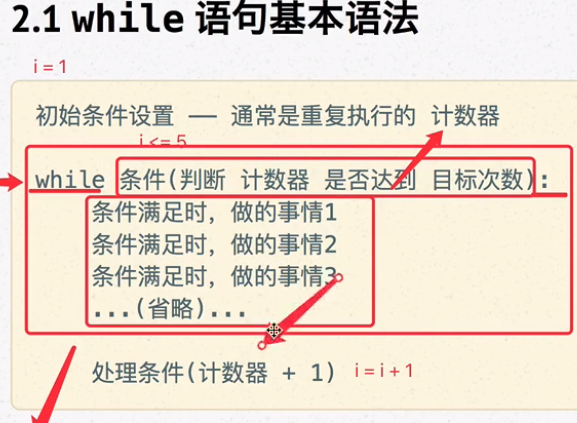 2.1 while 语句基本语法
i = 1
初始条件设置 —— 通常是重复执行的 计数器
i <= 5
while 条件(判断 计数器 是否达到 目标次数):
条件满足时，做的事情1
条件满足时，做的事情2
条件满足时，做的事情3
...(省略)...
处理条件(计数器 + 1) i = i + 1